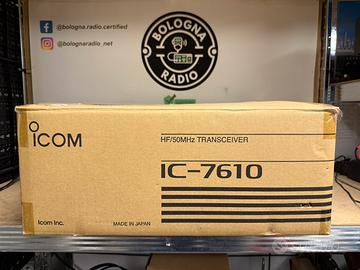 @bologna.radio.certified
@bolognaradio_net
BOLOGNA
RADIO
ICOM
HF/50MHz TRANSCEIVER
IC-7610
Icom Inc.
MADE IN JAPAN